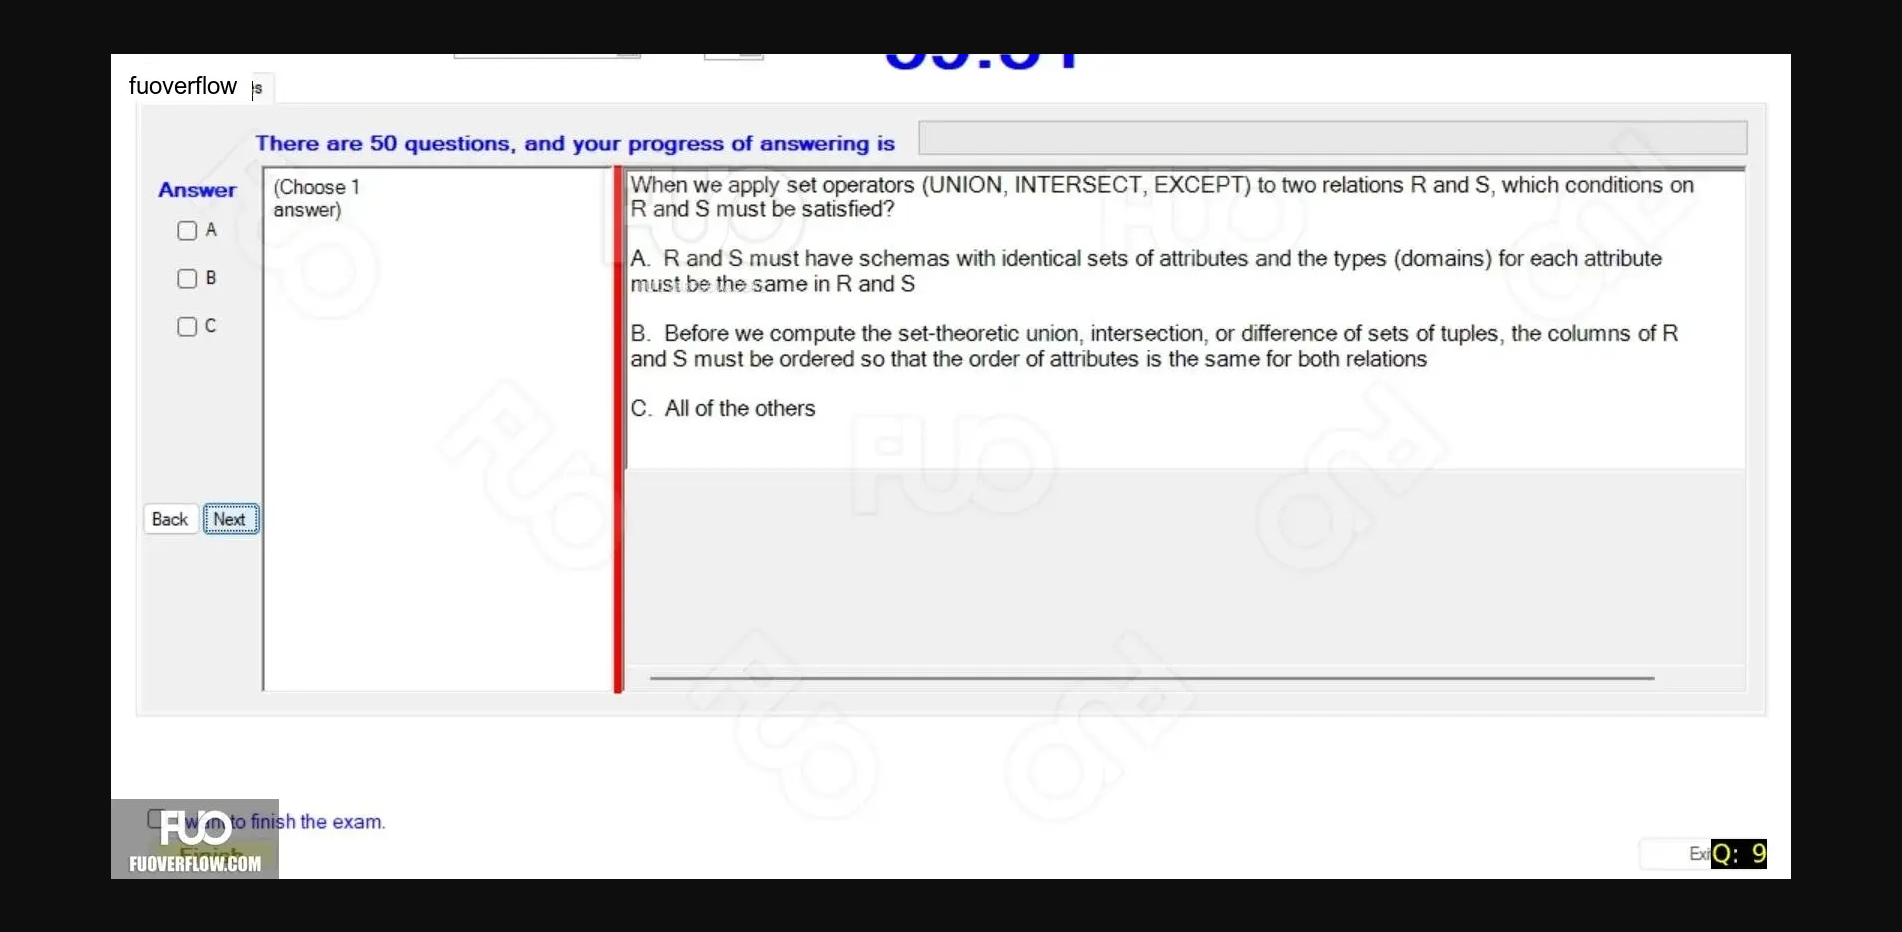 fuoverflow
There are 50 questions, and your progress of answering is
Answer
(Choose 1
answer)
A
B
C
When we apply set operators (UNION, INTERSECT, EXCEPT) to two relations R and S, which conditions on
R and S must be satisfied?
A. R and S must have schemas with identical sets of attributes and the types (domains) for each attribute
must be the same in R and S
B. Before we compute the set-theoretic union, intersection, or difference of sets of tuples, the columns of R
and S must be ordered so that the order of attributes is the same for both relations
C. All of the others
Back Next
FUO
want to finish the exam.
Finish
FUOVERFLOW.COM
Q: 9